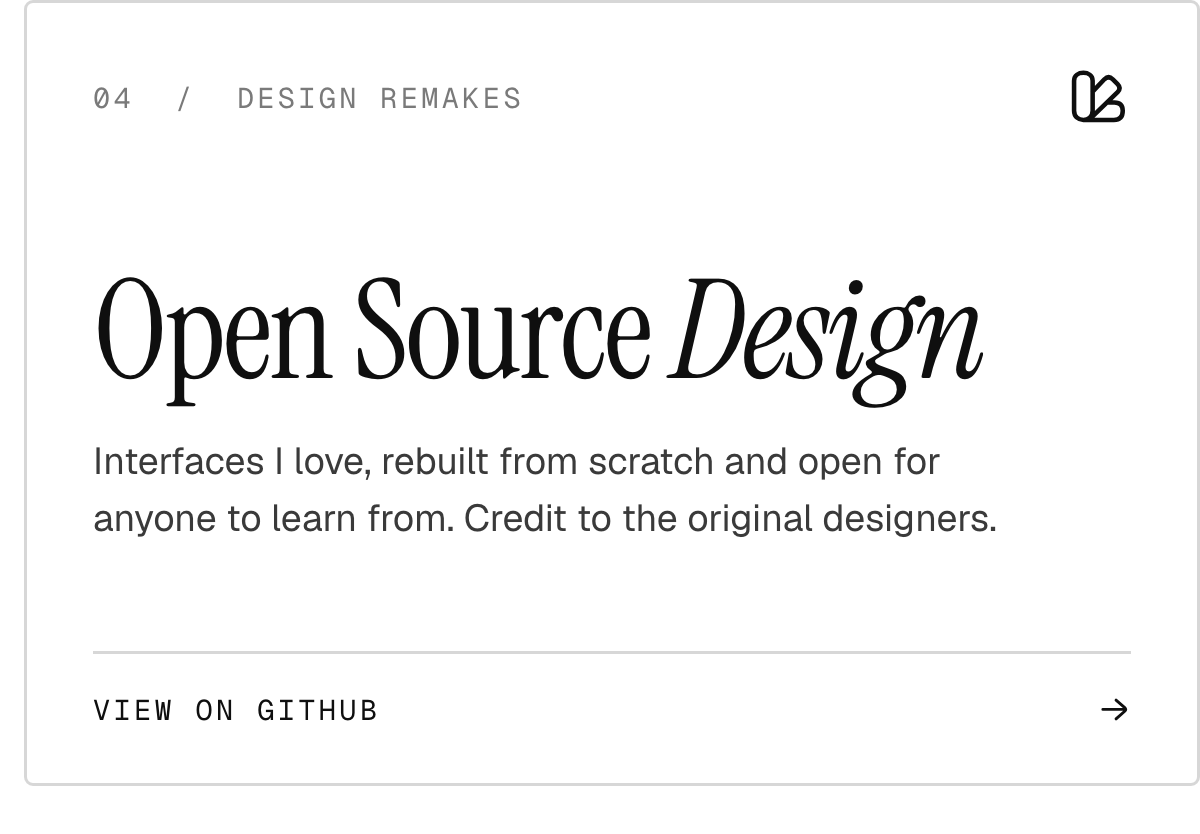 04 / DESIGN REMAKES
Open Source Design
Interfaces I love, rebuilt from scratch and open for
anyone to learn from. Credit to the original designers.
VIEW ON GITHUB